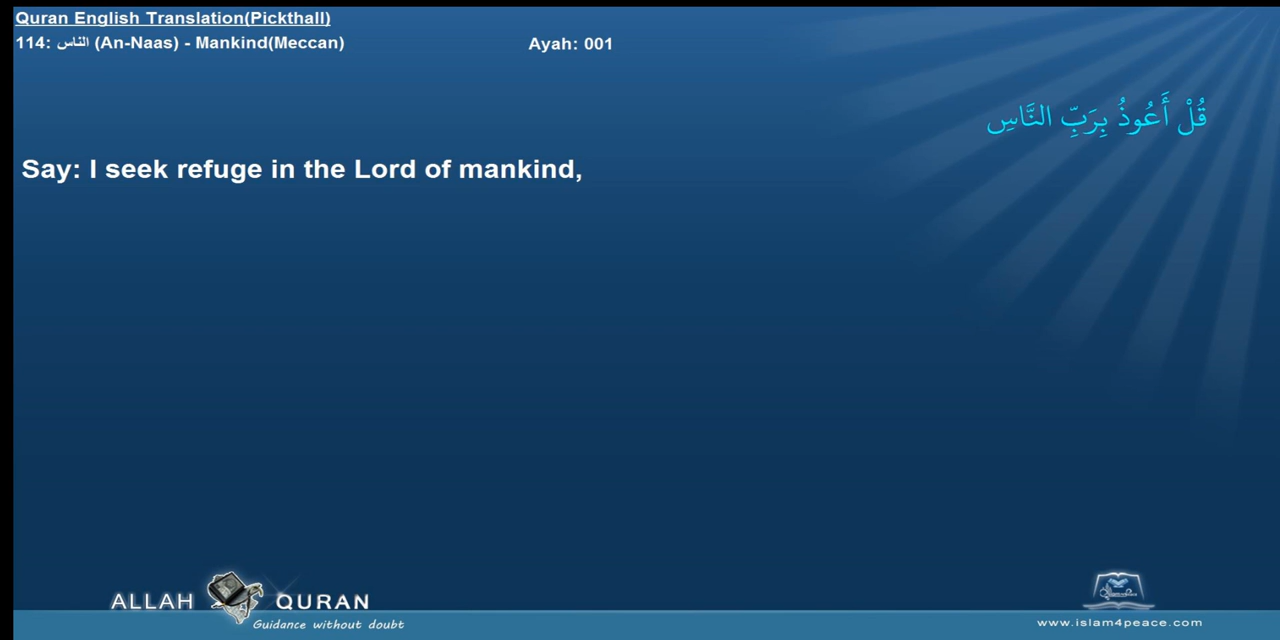 Quran English Translation(Pickthall)
114: الناس (An-Naas) - Mankind(Meccan)
Ayah: 001
قُلْ أَعُوذُ بِرَبِّ النَّاسِ
Say: I seek refuge in the Lord of mankind,
ALLAH QURAN
Guidance without doubt
www.islam4peace.com